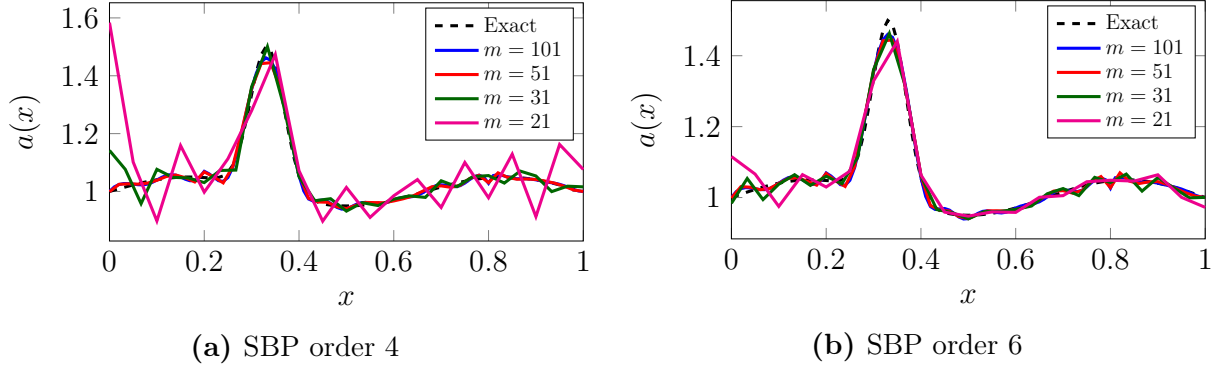 1.6
1.4
1.2
1
a(x)
0
0.2
0.4
0.6
0.8
1
x
Exact
m = 101
m = 51
m = 31
m = 21
(a) SBP order 4
1.4
1.2
1
a(x)
0
0.2
0.4
0.6
0.8
1
x
Exact
m = 101
m = 51
m = 31
m = 21
(b) SBP order 6